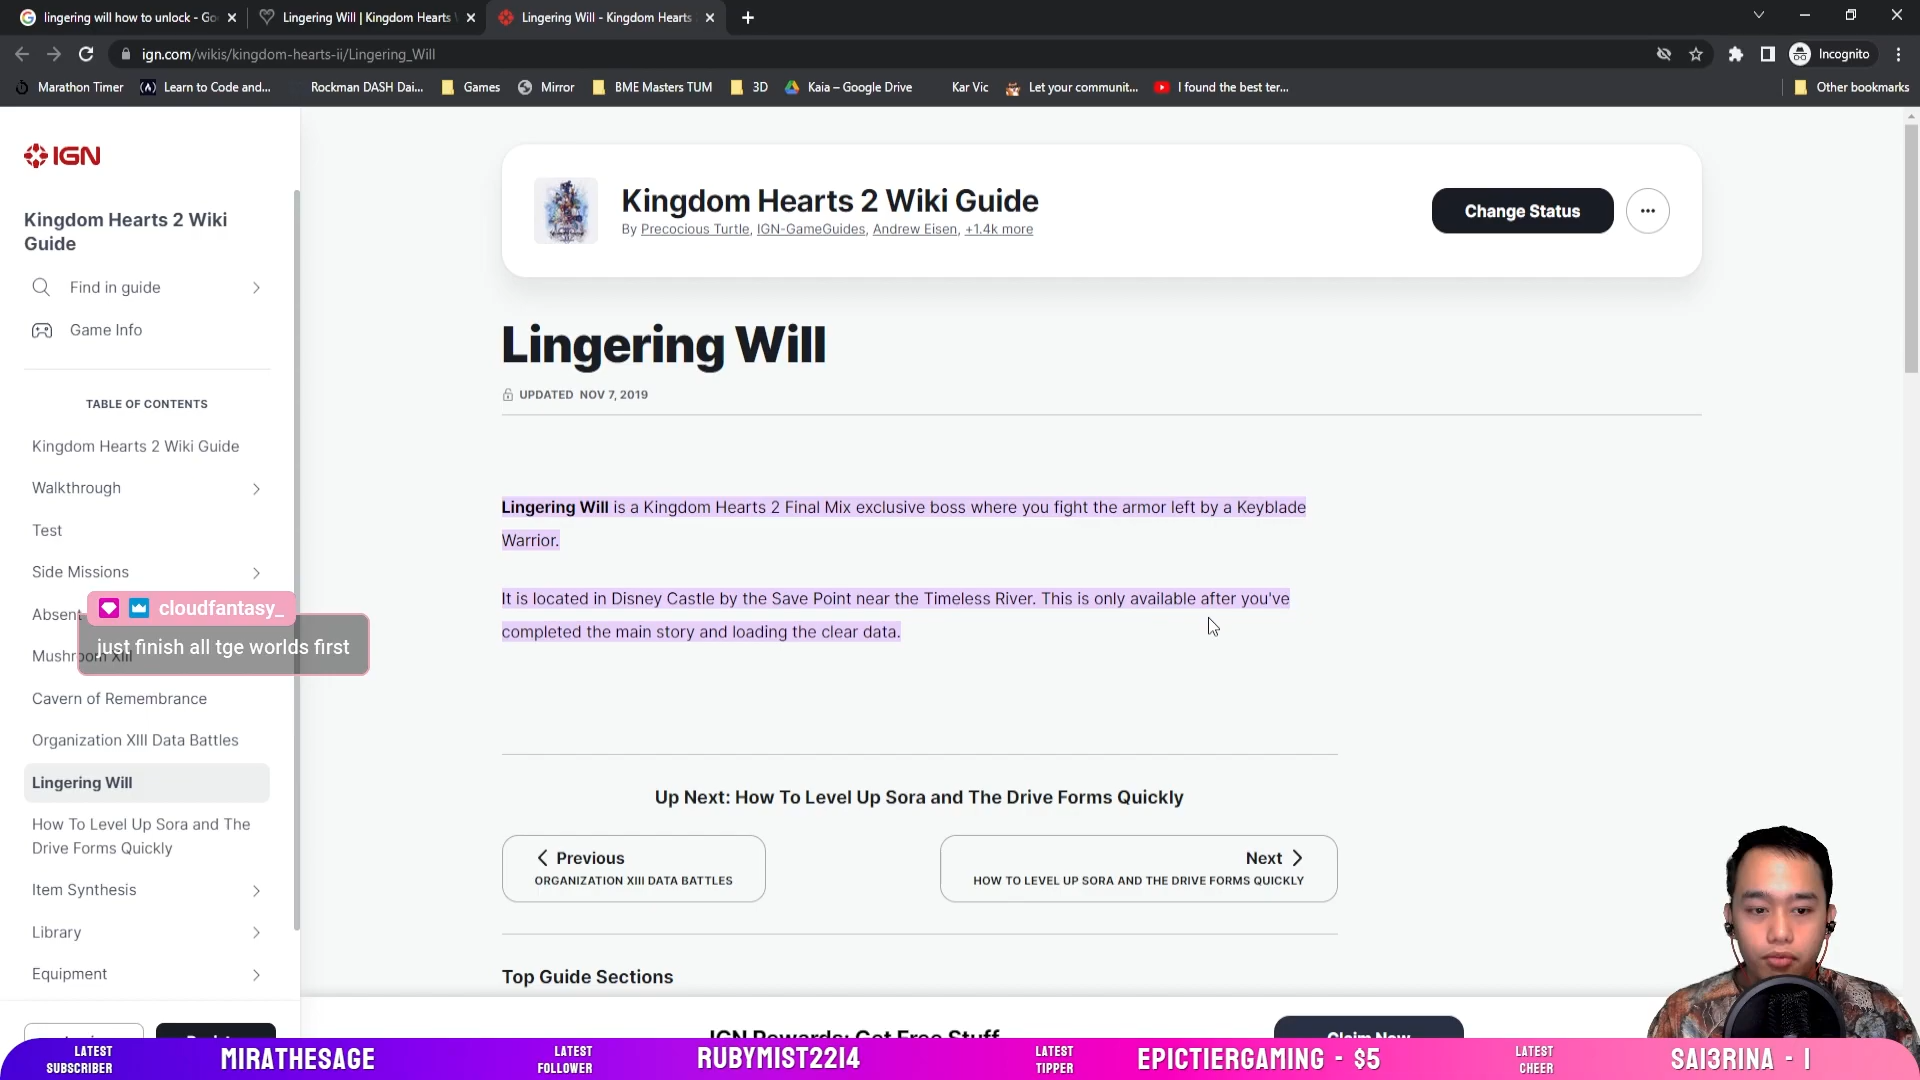 lingering will how to unlock - Go
Lingering Will | Kingdom Hearts
Lingering Will - Kingdom Hearts
ign.com/wikis/kingdom-hearts-ii/Lingering_Will
Incognito
Marathon Timer
Learn to Code and...
Rockman DASH Dai...
Games
Mirror
BME Masters TUM
3D
Kaia – Google Drive
Kar Vic
Let your communit...
I found the best ter...
Other bookmarks
IGN
Kingdom Hearts 2 Wiki
Guide
Find in guide
Game Info
TABLE OF CONTENTS
Kingdom Hearts 2 Wiki Guide
Walkthrough
Test
Side Missions
Absent
cloudfantasy_
just finish all tge worlds first
Mushroom XIII
Cavern of Remembrance
Organization XIII Data Battles
Lingering Will
How To Level Up Sora and The
Drive Forms Quickly
Item Synthesis
Library
Equipment
Kingdom Hearts 2 Wiki Guide
By Precocious Turtle, IGN-GameGuides, Andrew Eisen, +1.4k more
Change Status
Lingering Will
UPDATED NOV 7, 2019
Lingering Will is a Kingdom Hearts 2 Final Mix exclusive boss where you fight the armor left by a Keyblade
Warrior.
It is located in Disney Castle by the Save Point near the Timeless River. This is only available after you've
completed the main story and loading the clear data.
Up Next: How To Level Up Sora and The Drive Forms Quickly
Previous
ORGANIZATION XIII DATA BATTLES
Next
HOW TO LEVEL UP SORA AND THE DRIVE FORMS QUICKLY
Top Guide Sections
IGN Rewards: Get Free Stuff
Claim Now
LATEST
SUBSCRIBER
MIRATHESAGE
LATEST
FOLLOWER
RUBYMIST2214
LATEST
TIPPER
EPICTIERGAMING - $5
LATEST
CHEER
SAI3RINA - 1